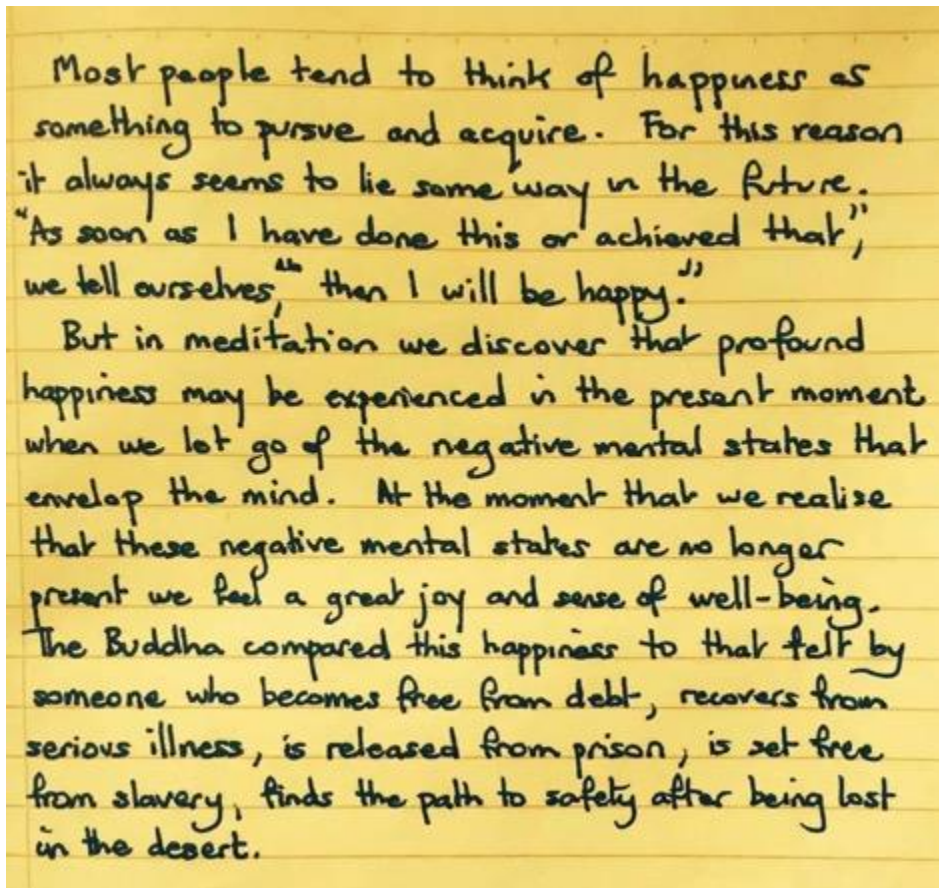 Most people tend to think of happiness as
something to pursue and acquire. For this reason
it always seems to lie some way in the future.
"As soon as I have done this or achieved that",
we tell ourselves, "then I will be happy."
But in meditation we discover that profound
happiness may be experienced in the present moment
when we let go of the negative mental states that
envelop the mind. At the moment that we realise
that these negative mental states are no longer
present we feel a great joy and sense of well-being.
The Buddha compared this happiness to that felt by
someone who becomes free from debt, recovers from
serious illness, is released from prison, is set free
from slavery, finds the path to safety after being lost
in the desert.